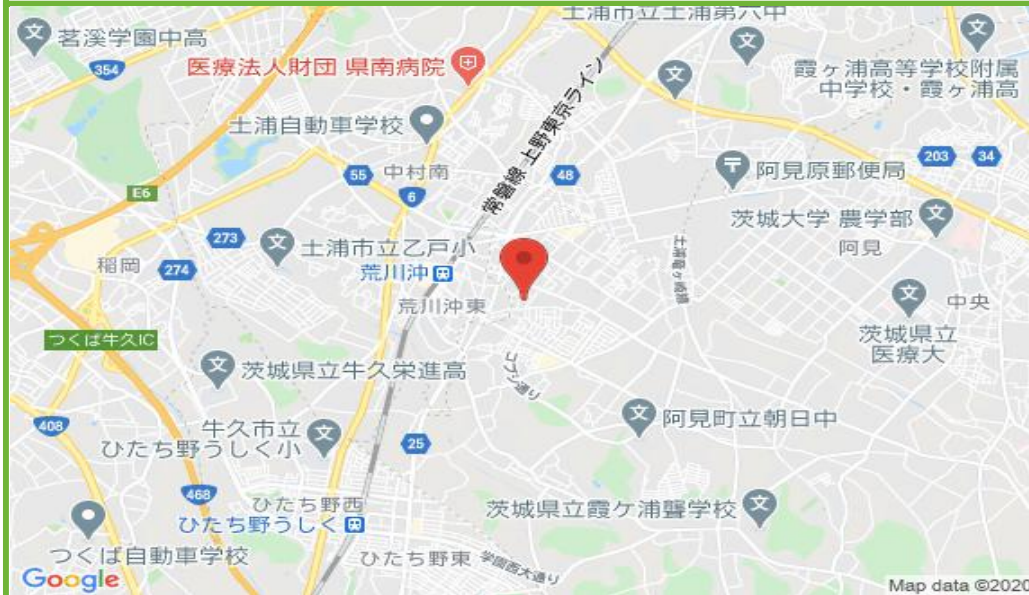 土浦市立土浦第六中
茗溪学園中高
354
医療法人財団 県南病院
霞ヶ浦高等学校附属
中学校・霞ヶ浦高
土浦自動車学校
常磐線 上野東京ライン
55
中村南
48
6
阿見原郵便局
203
34
E6
茨城大学 農学部
阿見
273
土浦市立乙戸小
稲岡
274
荒川沖
荒川沖東
土浦竜ヶ崎線
中央
茨城県立
医療大
つくば牛久IC
茨城県立牛久栄進高
リブン通り
阿見町立朝日中
408
牛久市立
ひたち野うしく小
25
468
ひたち野西
ひたち野うしく
茨城県立霞ケ浦聾学校
つくば自動車学校
ひたち野東
学園西大通り
Google
Map data ©2020